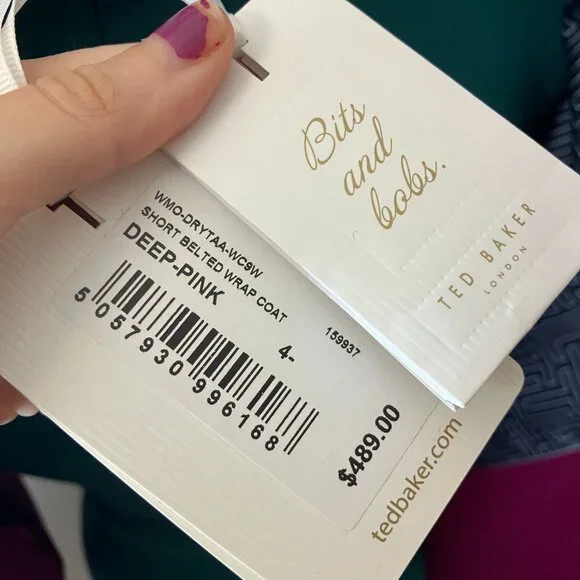 Bits
and
bobs.
TED BAKER
LONDON
WMO-DRYTAA-WC9W
SHORT BELTED WRAP COAT
DEEP-PINK
159937
4-
5 057930 996168
$489.00
tedbaker.com